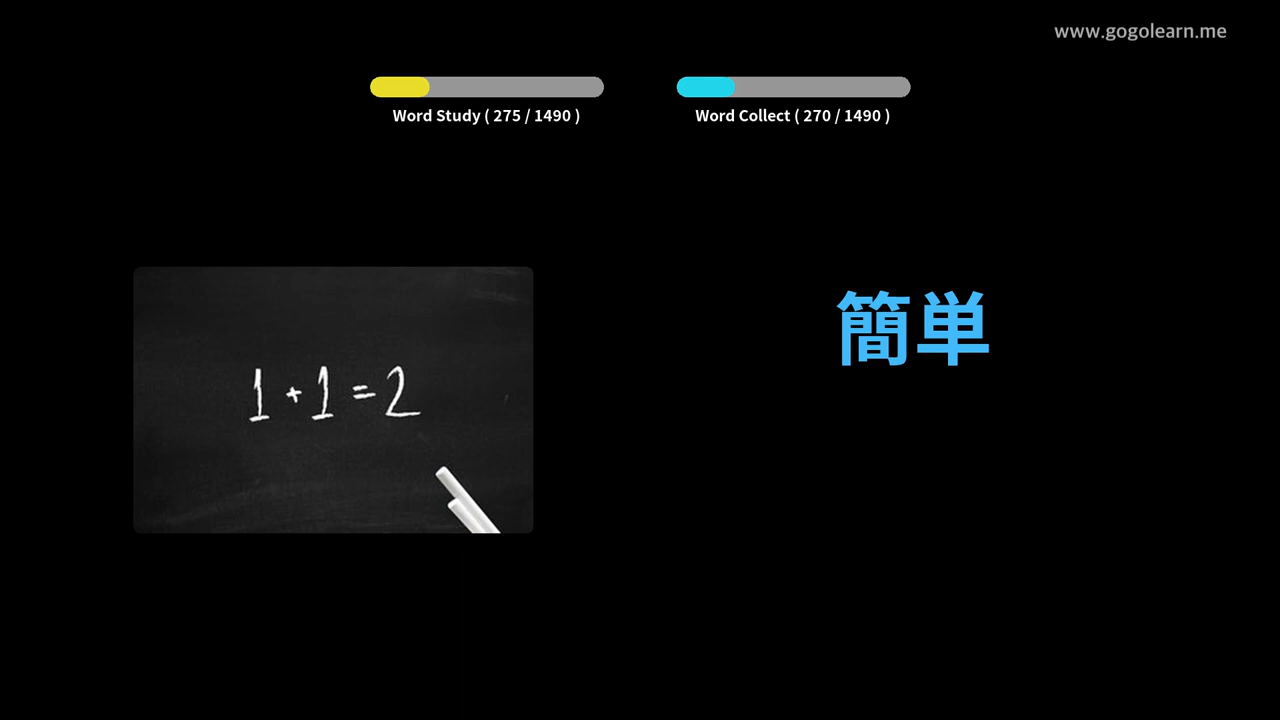 www.gogolearn.me
Word Study ( 275 / 1490 )
Word Collect ( 270 / 1490 )
1 + 1 = 2
簡単